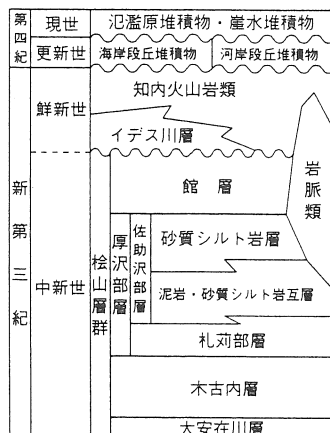 第四紀
現世
氾濫原堆積物・崖水堆積物
更新世
海岸段丘堆積物
河岸段丘堆積物
新第三紀
鮮新世
知内火山岩類
イデス川層
岩脈類
中新世
桧山層群
館層
厚沢部層
佐助沢部層
砂質シルト岩層
泥岩・砂質シルト岩互層
札苅部層
木古内層
大安在川層